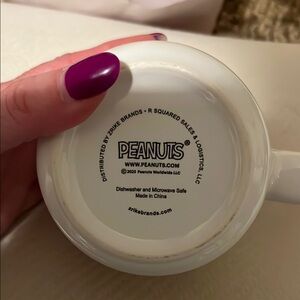 DISTRIBUTED BY ZRIKE BRANDS • R SQUARED SALES & LOGISTICS, LLC
PEANUTS®
WWW.PEANUTS.COM
©2025 Peanuts Worldwide LLC
Dishwasher and Microwave Safe
Made in China
zrikebrands.com